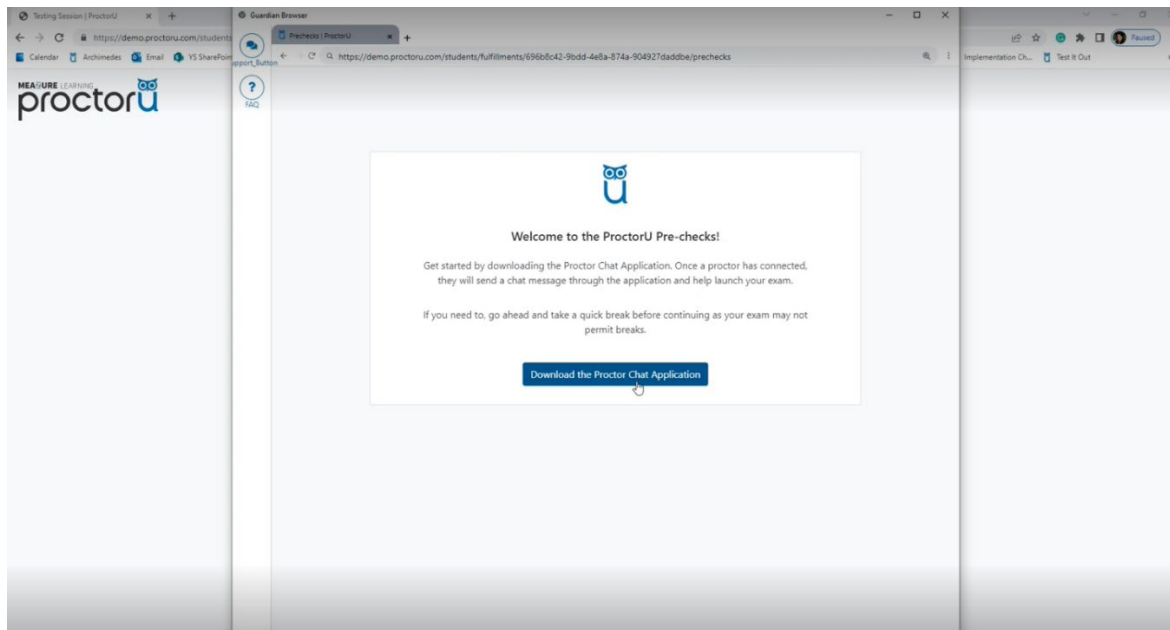 Testing Session | ProctorU
https://demo.proctoru.com/students
Calendar Archimedes Email YS SharePoin
MEASURE LEARNING
proctoru
Guardian Browser
Prechecks | ProctorU
https://demo.proctoru.com/students/fulfillments/696b8c42-9bdd-4e8a-874a-904927daddbe/prechecks
upport_Button
?
FAQ
u
Welcome to the ProctorU Pre-checks!
Get started by downloading the Proctor Chat Application. Once a proctor has connected,
they will send a chat message through the application and help launch your exam.
If you need to, go ahead and take a quick break before continuing as your exam may not
permit breaks.
Download the Proctor Chat Application
Paused
Implementation Ch... Test It Out